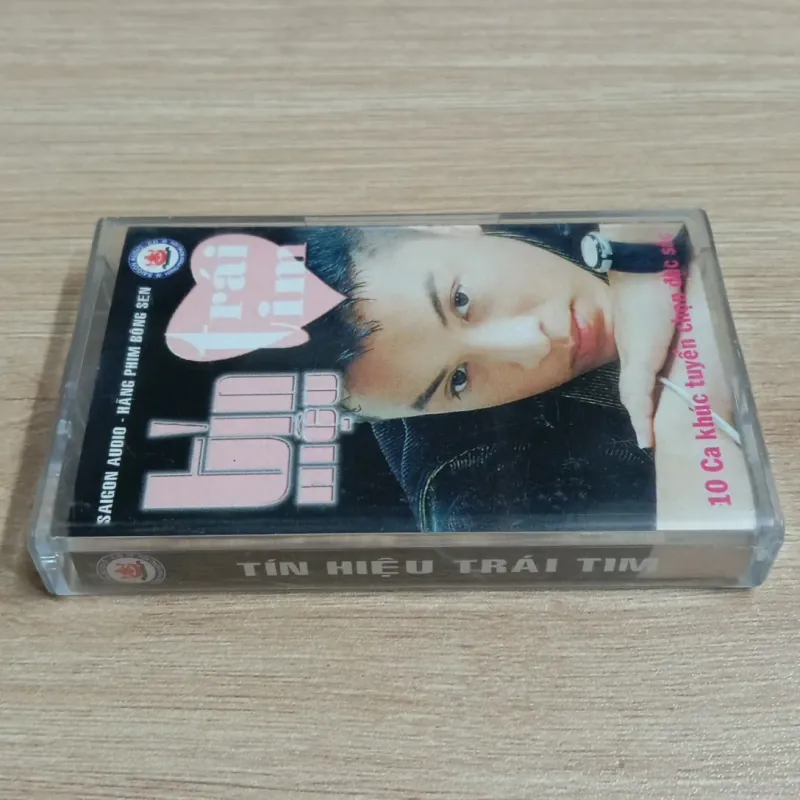 SAIGON AUDIO - HÃNG PHIM BÔNG SEN
tín
hiệu
trái
tim
10 Ca khúc tuyển chọn đặc sắc
TÍN HIỆU TRÁI TIM